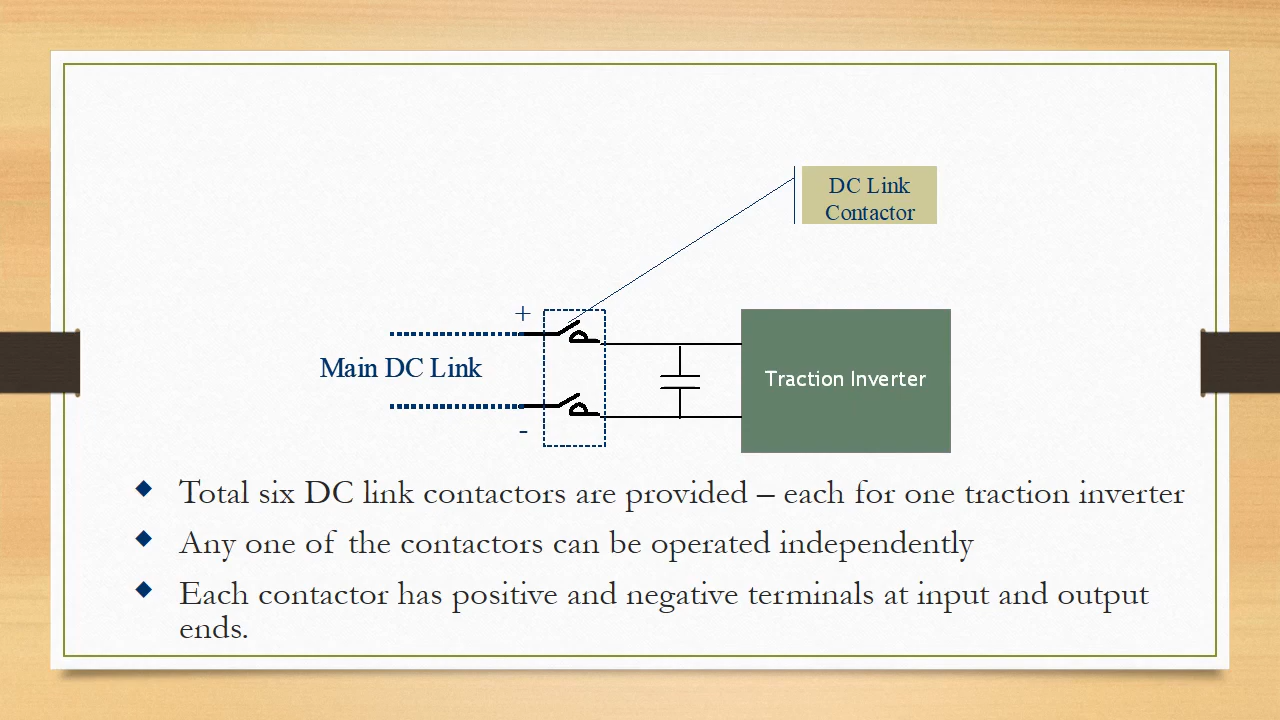 DC Link
Contactor
+
Main DC Link
-
Traction Inverter
Total six DC link contactors are provided – each for one traction inverter
Any one of the contactors can be operated independently
Each contactor has positive and negative terminals at input and output
ends.